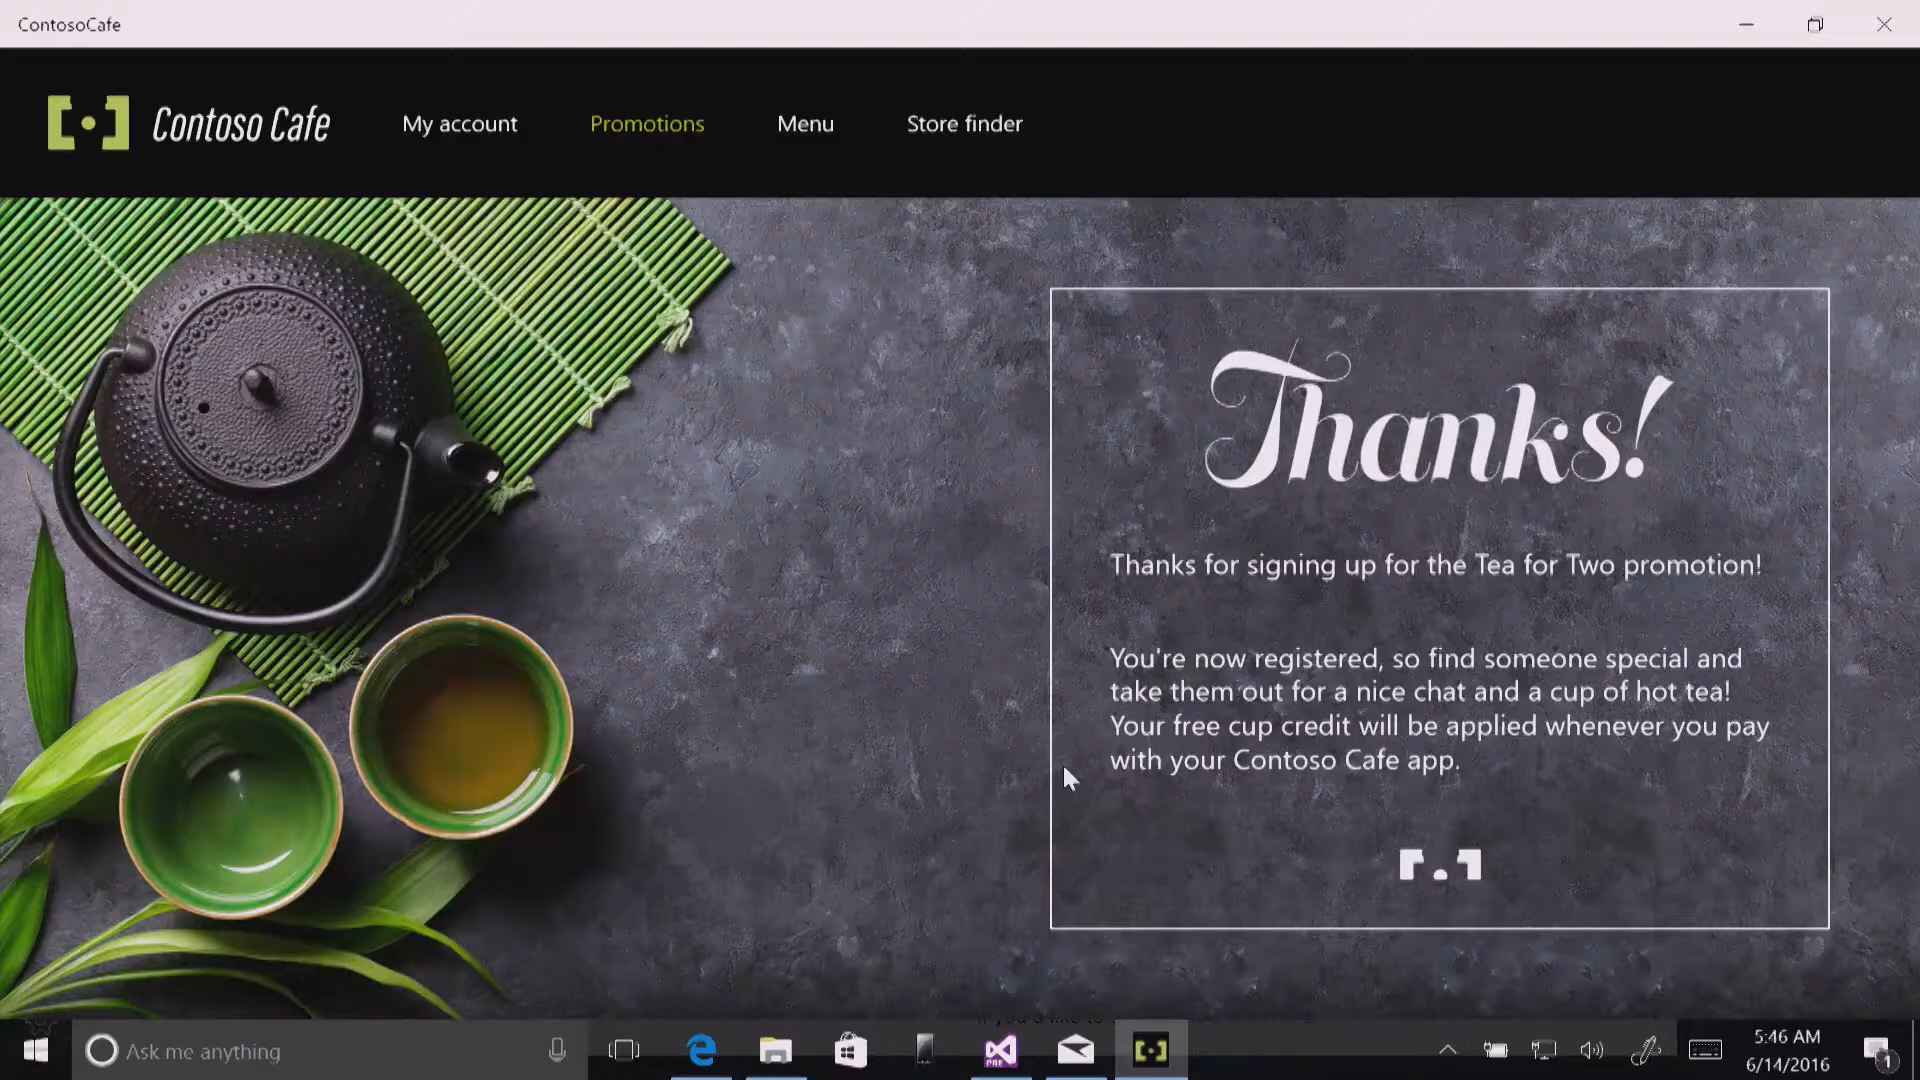 ContosoCafe
Contoso Cafe
My account
Promotions
Menu
Store finder
Thanks!
Thanks for signing up for the Tea for Two promotion!
You're now registered, so find someone special and
take them out for a nice chat and a cup of hot tea!
Your free cup credit will be applied whenever you pay
with your Contoso Cafe app.
Ask me anything
PRE
5:46 AM
6/14/2016
1